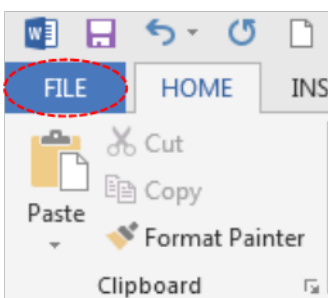 FILE HOME INS
Cut
Copy
Paste
Format Painter
Clipboard